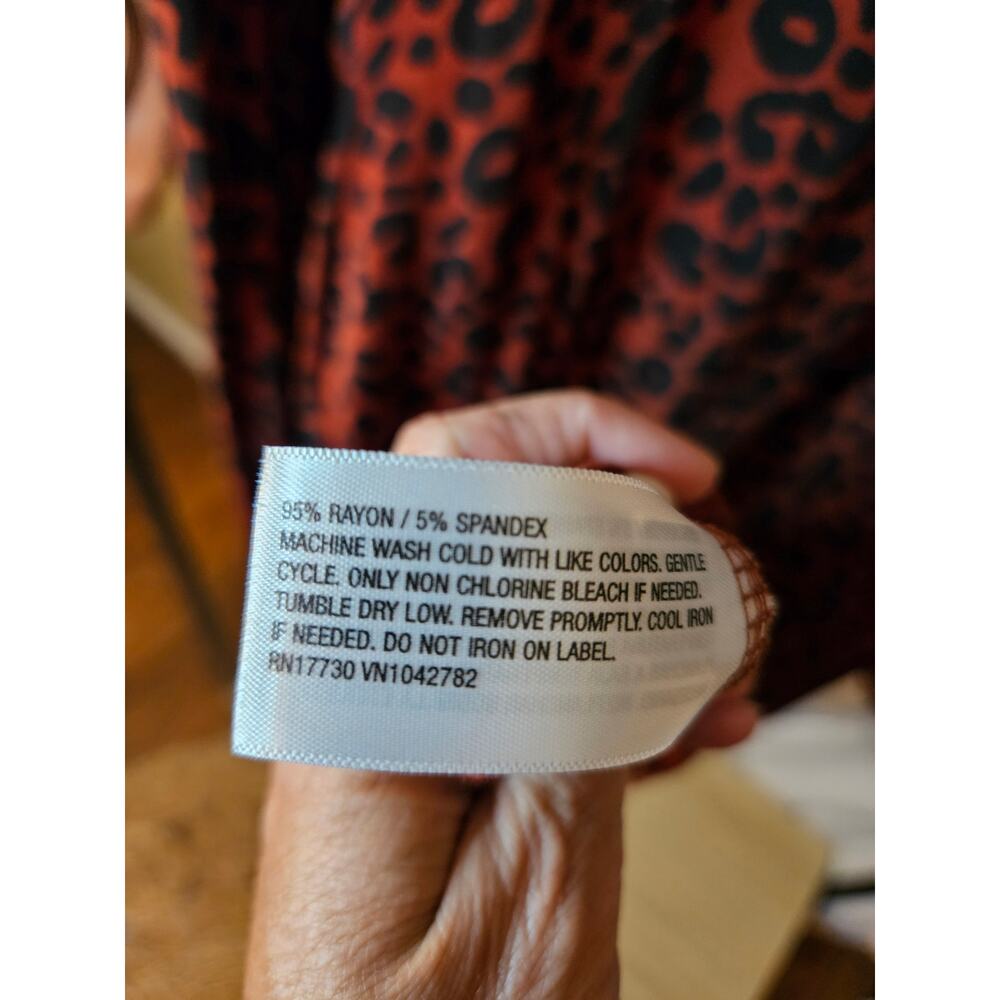 95% RAYON / 5% SPANDEX
MACHINE WASH COLD WITH LIKE COLORS. GENTLE
CYCLE. ONLY NON CHLORINE BLEACH IF NEEDED.
TUMBLE DRY LOW. REMOVE PROMPTLY. COOL IRON
IF NEEDED. DO NOT IRON ON LABEL.
RN17730 VN1042782